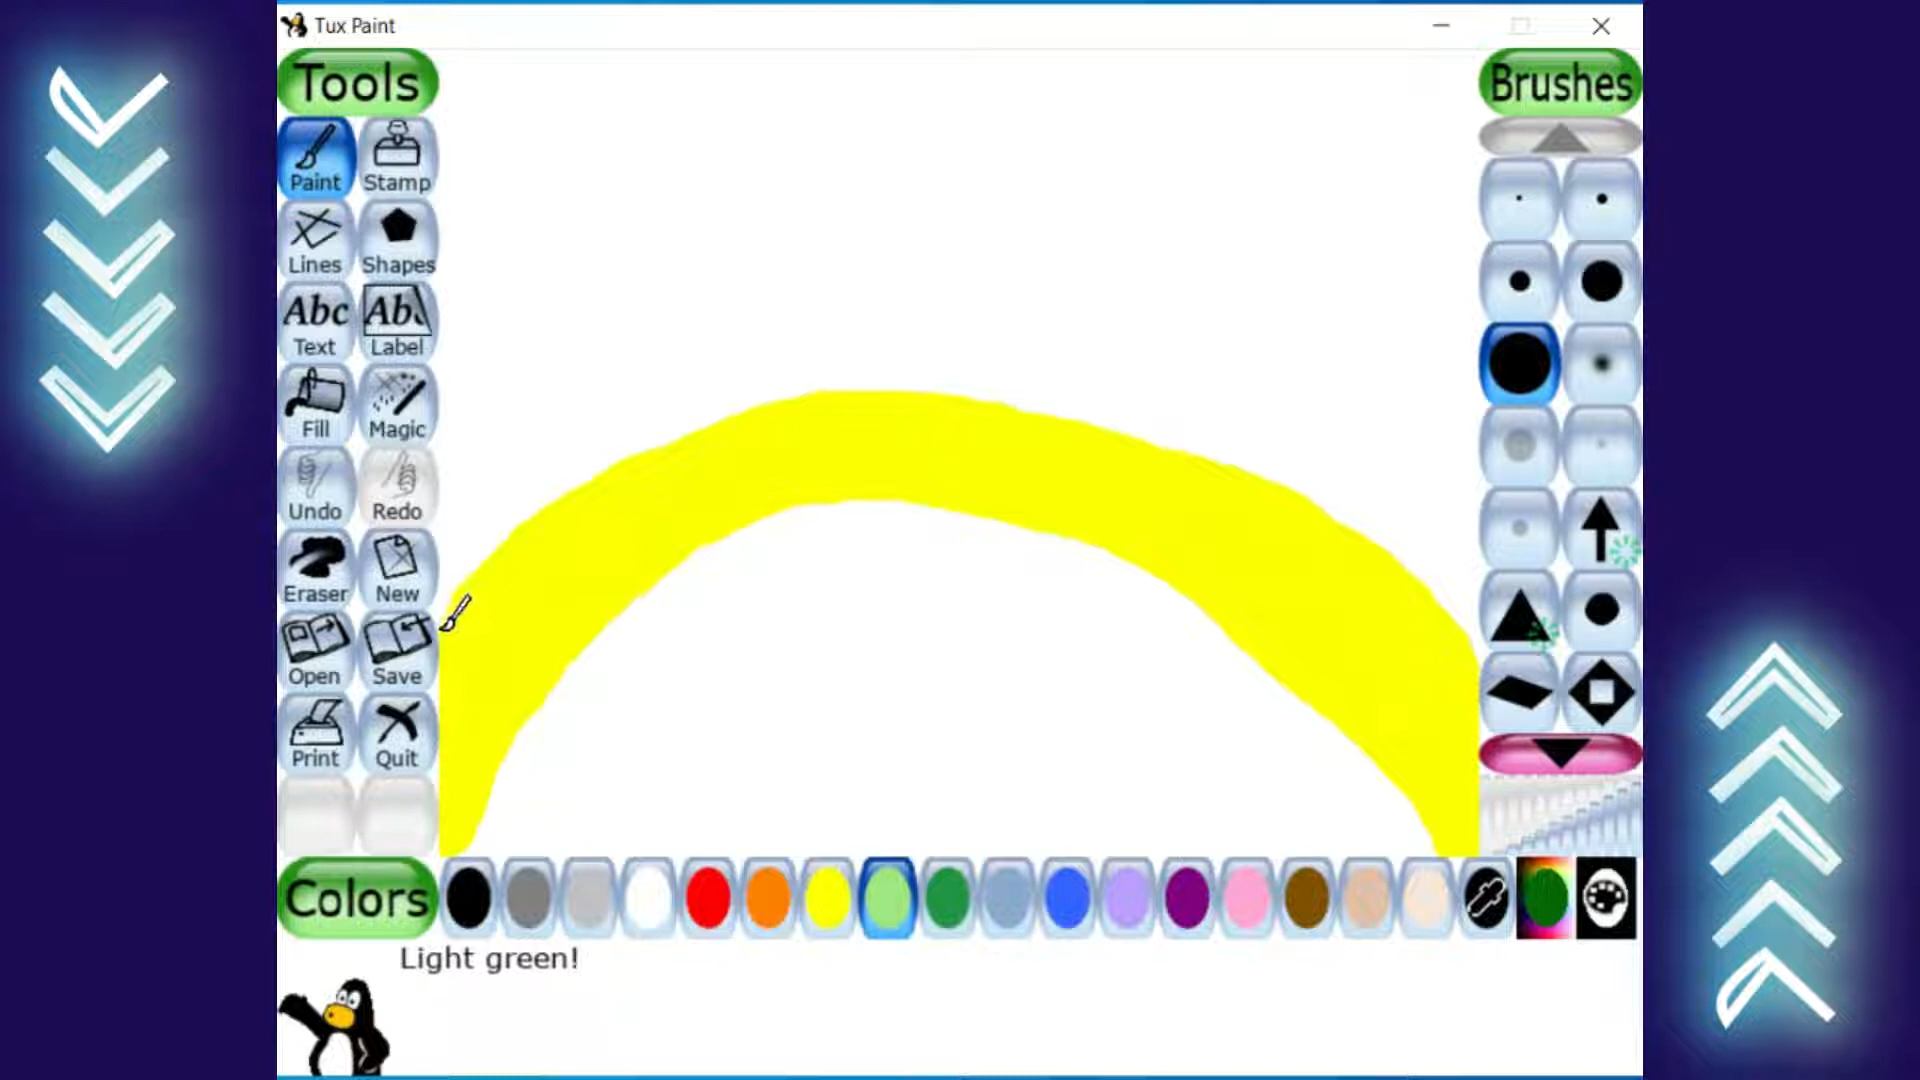 Tux Paint
Tools
Brushes
Paint
Stamp
Lines
Shapes
Abc
Abc
Text
Label
Fill
Magic
Undo
Redo
Eraser
New
Open
Save
Print
Quit
Colors
Light green!